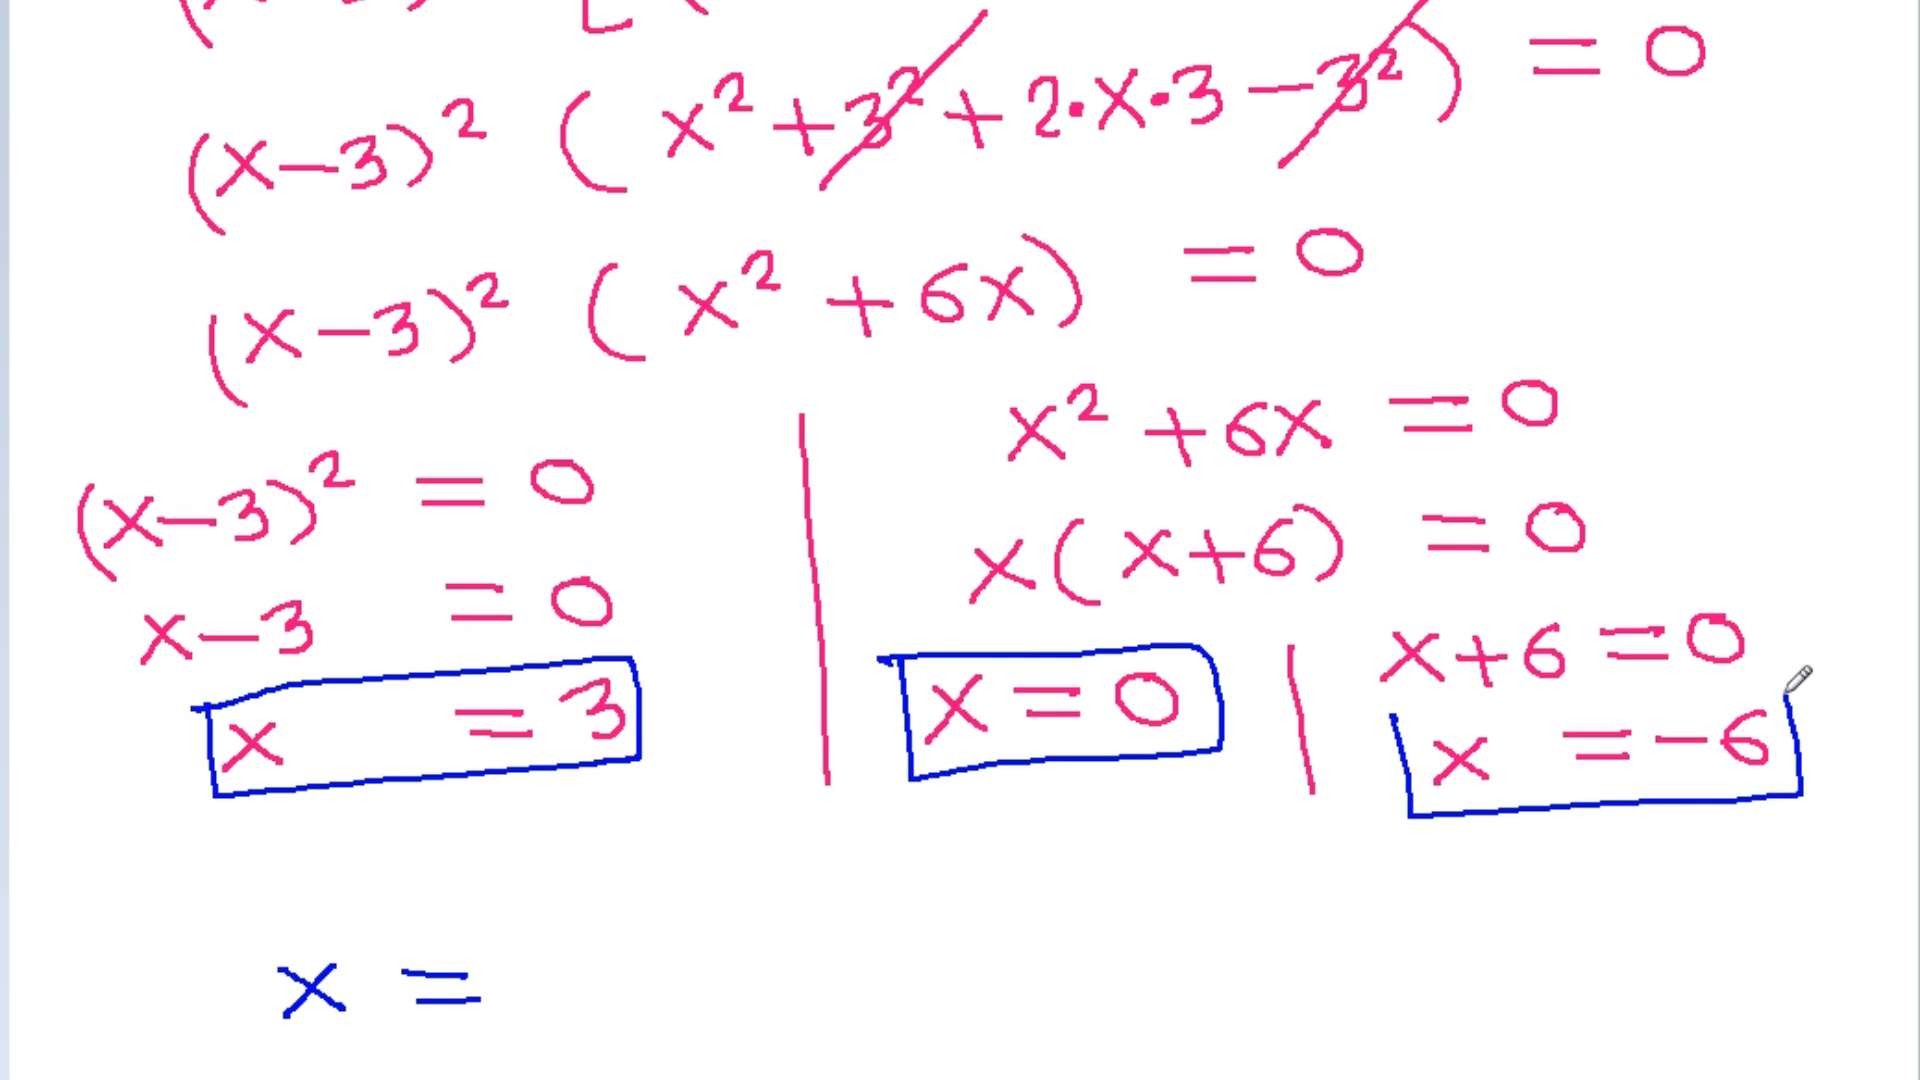 (x-3)² (x² + 3² + 2·x·3 - 3²) = 0
(x-3)² (x² + 6x) = 0
(x-3)² = 0
x-3 = 0
x = 3
x² + 6x = 0
x(x+6) = 0
x = 0
x+6 = 0
x = -6
x =